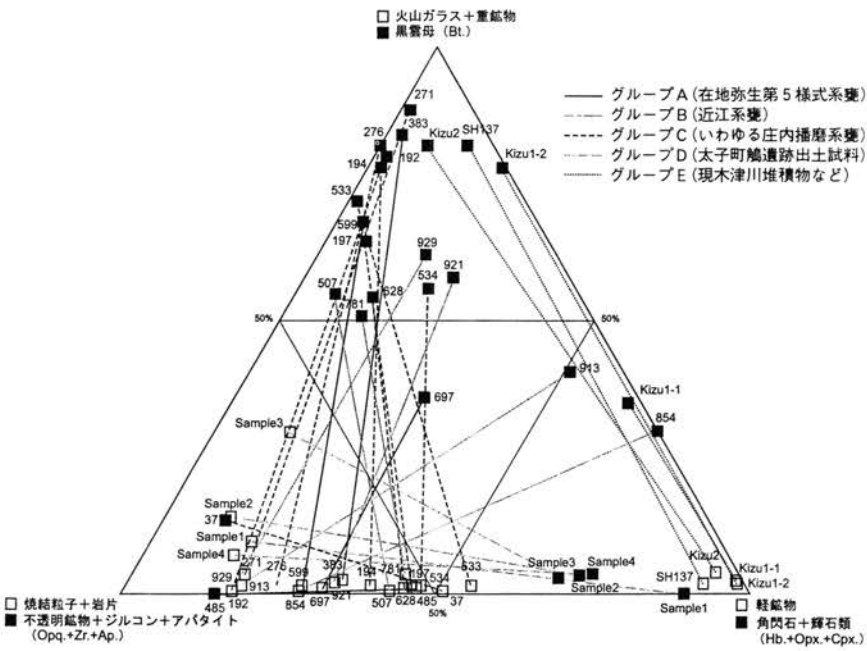 □ 火山ガラス＋重鉱物
■ 黒雲母 (Bt.)
グループA (在地弥生第5様式系甕)
グループB (近江系甕)
グループC (いわゆる庄内播磨系甕)
グループD (太子町鵤遺跡出土試料)
グループE (現木津川堆積物など)
271
383
276
Kizu2
SH137
Kizu1-2
194
192
533
599
197
929
921
534
507
628
781
50%
50%
913
697
Kizu1-1
854
Sample3
Sample2
37
Sample1
Sample4
271
276
599
383
194
781
197
534
533
Sample3
Sample4
Sample2
Kizu2
SH137
Kizu1-1
Kizu1-2
929
913
485
192
854
697
921
507
628
485
37
50%
Sample1
□ 焼結粒子＋岩片
■ 不透明鉱物＋ジルコン＋アパタイト
(Opq.+Zr.+Ap.)
□ 軽鉱物
■ 角閃石＋輝石類
(Hb.+Opx.+Cpx.)